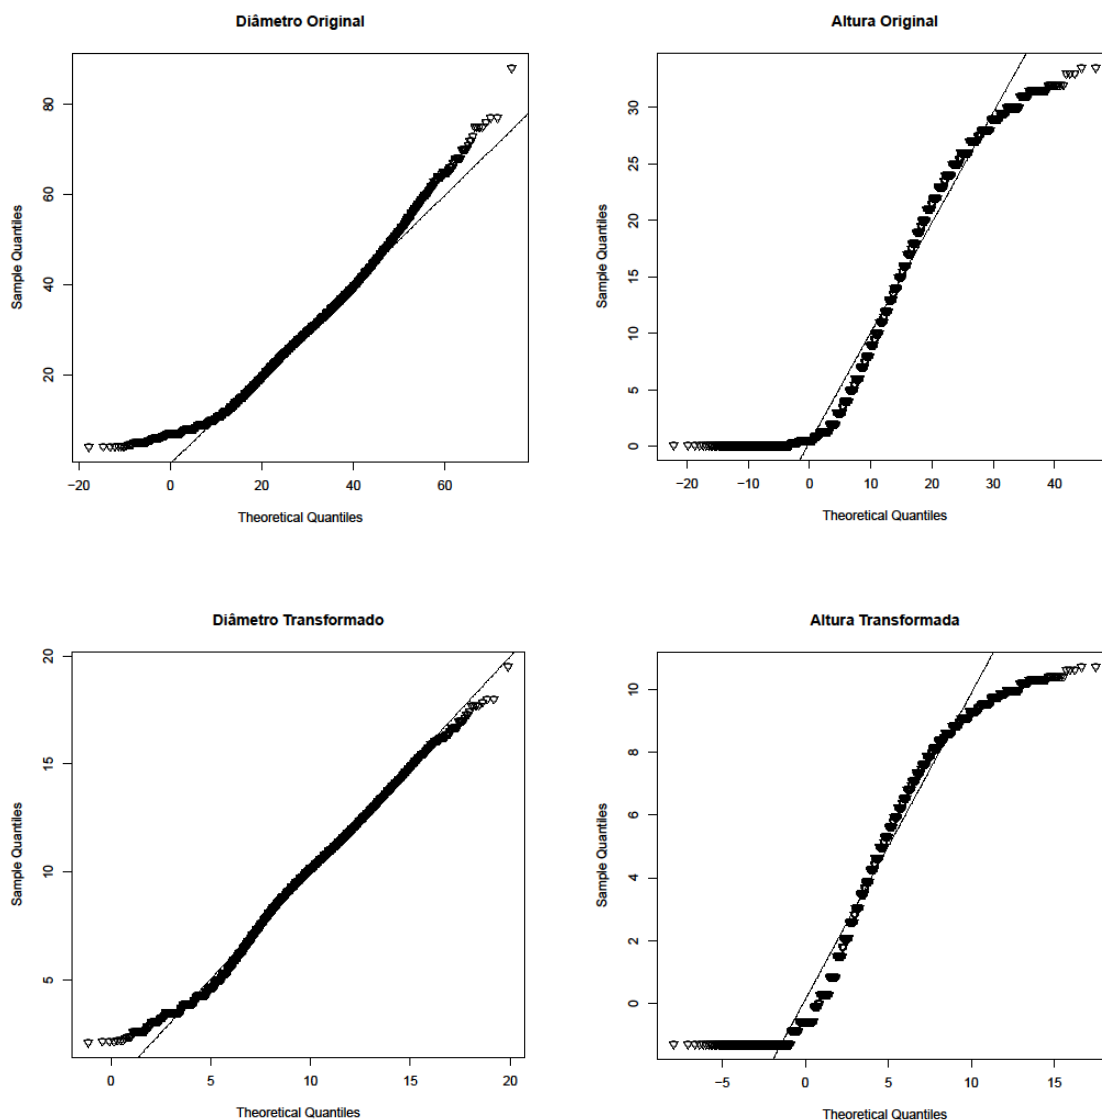 Diâmetro Original
Sample Quantiles
80
60
40
20
−20 0 20 40 60
Theoretical Quantiles
Altura Original
Sample Quantiles
30
25
20
15
10
5
0
−20 −10 0 10 20 30 40
Theoretical Quantiles
Diâmetro Transformado
Sample Quantiles
20
15
10
5
0 5 10 15 20
Theoretical Quantiles
Altura Transformada
Sample Quantiles
10
8
6
4
2
0
−5 0 5 10 15
Theoretical Quantiles